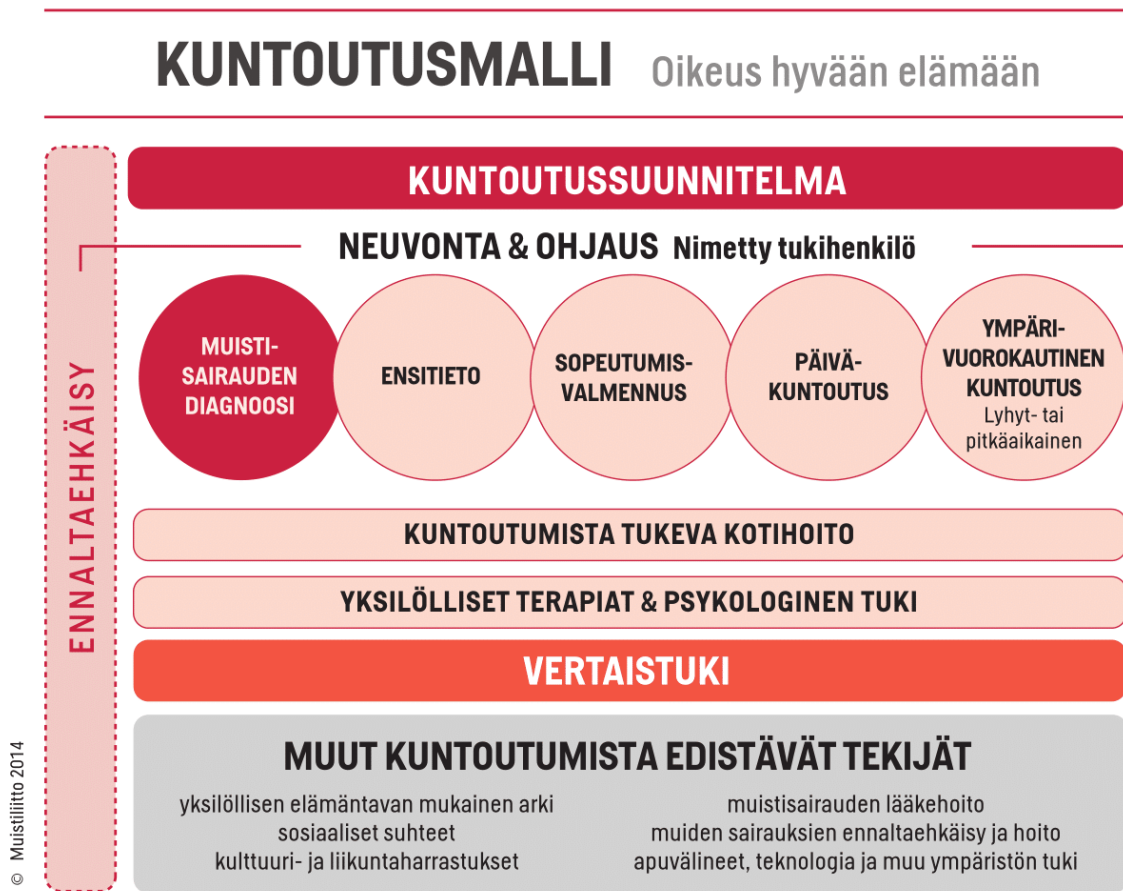 KUNTOUTUSMALLI Oikeus hyvään elämään
ENNALTAEHKÄISY
KUNTOUTUSSUUNNITELMA
NEUVONTA & OHJAUS Nimetty tukihenkilö
MUISTI-
SAIRAUDEN
DIAGNOOSI
ENSITIETO
SOPEUTUMIS-
VALMENNUS
PÄIVÄ-
KUNTOUTUS
YMPÄRI-
VUOROKAUTINEN
KUNTOUTUS
Lyhyt- tai
pitkäaikainen
KUNTOUTUMISTA TUKEVA KOTIHOITO
YKSILÖLLISET TERAPIAT & PSYKOLOGINEN TUKI
VERTAISTUKI
MUUT KUNTOUTUMISTA EDISTÄVÄT TEKIJÄT
yksilöllisen elämäntavan mukainen arki
sosiaaliset suhteet
kulttuuri- ja liikuntaharrastukset
muistisairauden lääkehoito
muiden sairauksien ennaltaehkäisy ja hoito
apuvälineet, teknologia ja muu ympäristön tuki
© Muistiliitto 2014